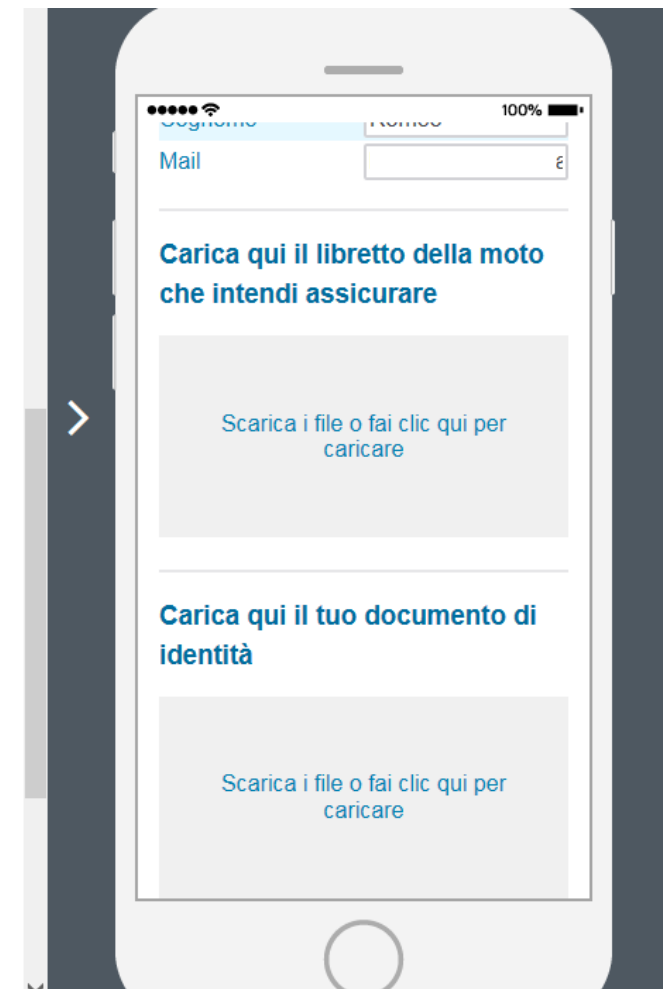 100%
Mail
Carica qui il libretto della moto
che intendi assicurare
Scarica i file o fai clic qui per
caricare
Carica qui il tuo documento di
identità
Scarica i file o fai clic qui per
caricare